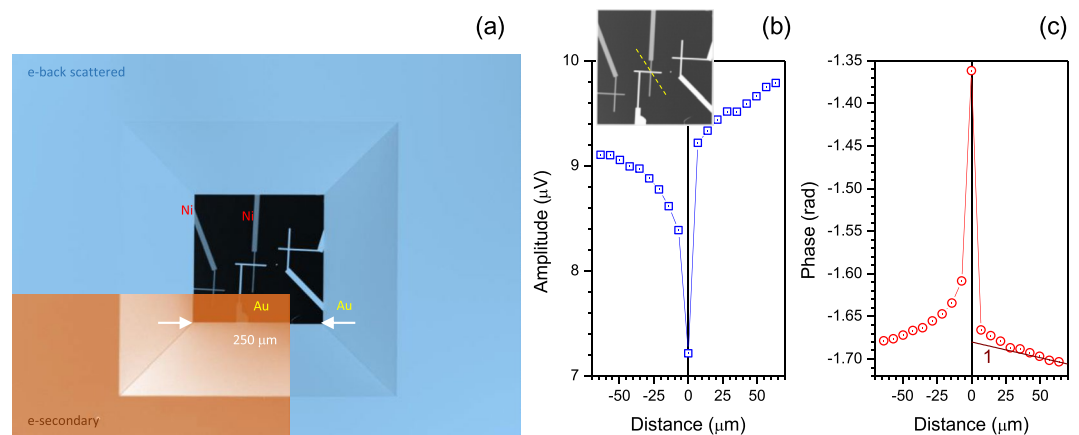 (a)
e-back scattered
Ni
Ni
Au
Au
250 μm
e-secondary
(b)
10
9
8
7
Amplitude (μV)
-50 -25 0 25 50
Distance (μm)
(c)
-1.35
-1.40
-1.45
-1.50
-1.55
-1.60
-1.65
-1.70
Phase (rad)
1
-50 -25 0 25 50
Distance (μm)